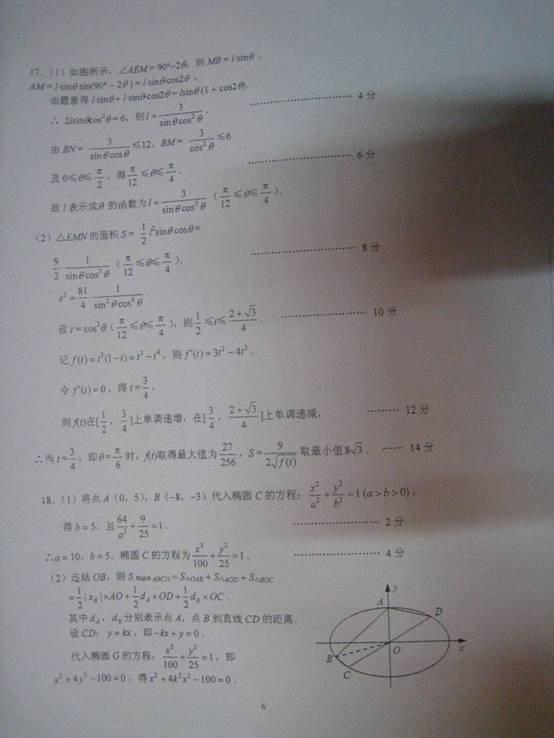 17.（1）如图所示，∠AEM=90°−2θ，则 MB=l·sinθ，
AM=l·sinθ·sin(90°−2θ)=l·sinθ·cos2θ，
由题意得 l·sinθ+l·sinθ·cos2θ=lsinθ(1+cos2θ).
∴ 2lsinθcos²θ=6，则 l=3/(sinθcos²θ). ………… 4分
由 BN=3/(sinθcosθ)≤12，BM=3/(cos²θ)≤6
及 0≤θ≤π/2，得 π/12≤θ≤π/4. ………… 6分
故 l 表示成θ 的函数为 l=3/(sinθcos²θ)（π/12≤θ≤π/4）.
（2）△EMN 的面积 S=1/2 l²sinθcosθ=
9/2·1/(sinθcos³θ)（π/12≤θ≤π/4）, ………… 8分
s²=81/4·1/(sin²θcos⁶θ).
设 t=cos²θ（π/12≤θ≤π/4），则 1/2≤t≤(2+√3)/4. ………… 10分
记 f(t)=t³(1−t)=t³−t⁴，则 f′(t)=3t²−4t³.
令 f′(t)=0，得 t=3/4，
则 f(t)在[1/2，3/4]上单调递增，在[3/4，(2+√3)/4]上单调递减， ……… 12分
∴当 t=3/4，即θ=π/6 时，f(t)取得最大值为 27/256，S=9/(2√f(t)) 取最小值 8√3. …… 14分
18.（1）将点 A（0，5），B（−8，−3）代入椭圆 C 的方程：x²/a²+y²/b²=1(a>b>0)，
得 b=5，且 64/a²+9/25=1. ………… 2分
∴a=10，b=5，椭圆 C 的方程为 x²/100+y²/25=1. ………… 4分
（2）连结 OB，则 S四边形ABCD=S△OAB+S△AOD+S△BOC
=1/2|x_B|×AO+1/2 d_A×OD+1/2 d_B×OC.
其中 d_A，d_B 分别表示点 A，点 B 到直线 CD 的距离.
设 CD：y=kx，即−kx+y=0.
代入椭圆 G 的方程：x²/100+y²/25=1，即
x²+4y²−100=0，得 x²+4k²x²−100=0.
y
A
D
O
x
B
C
6